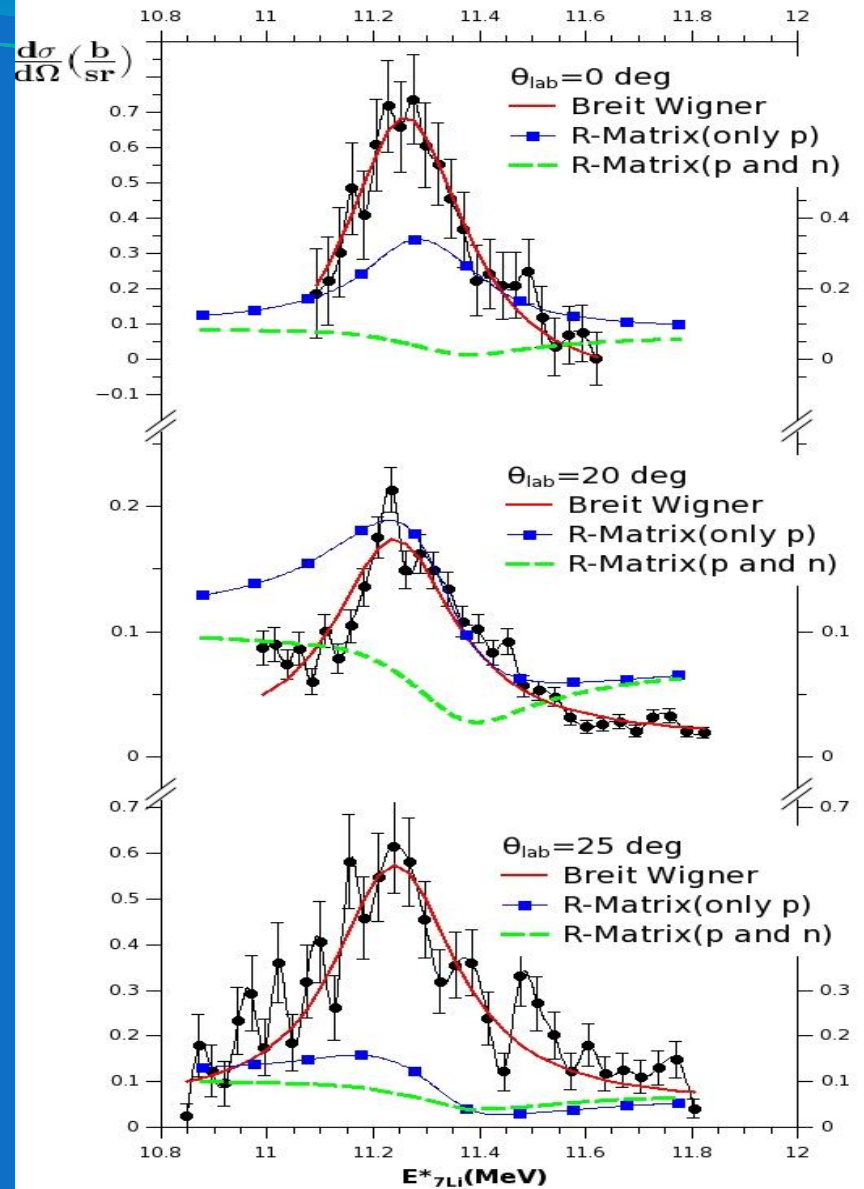 10.8 11 11.2 11.4 11.6 11.8 12
dσ/dΩ (b/sr)
θlab=0 deg
Breit Wigner
R-Matrix(only p)
R-Matrix(p and n)
0.7
0.6
0.5
0.4 0.4
0.3
0.2 0.2
0.1
0 0
−0.1
θlab=20 deg
Breit Wigner
R-Matrix(only p)
R-Matrix(p and n)
0.2
0.1 0.1
0 0
0.7 0.7
θlab=25 deg
Breit Wigner
R-Matrix(only p)
R-Matrix(p and n)
0.6
0.5
0.4
0.3 0.3
0.2 0.2
0.1 0.1
0 0
10.8 11 11.2 11.4 11.6 11.8 12
E*7Li(MeV)